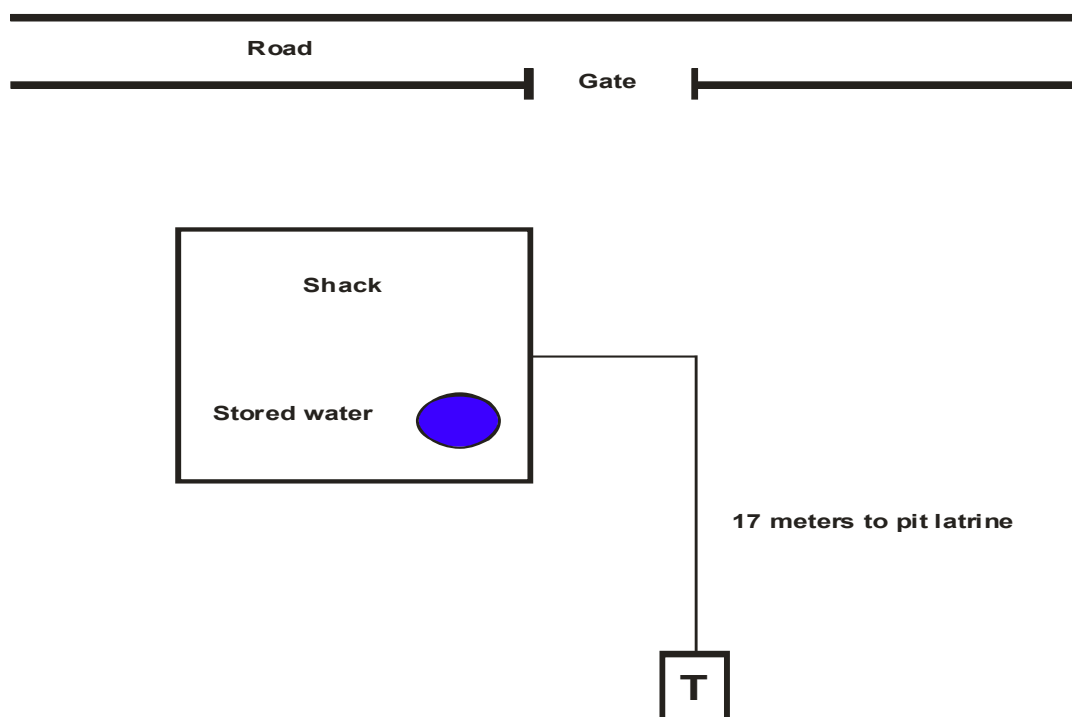 Road
Gate
Shack
Stored water
17 meters to pit latrine
T